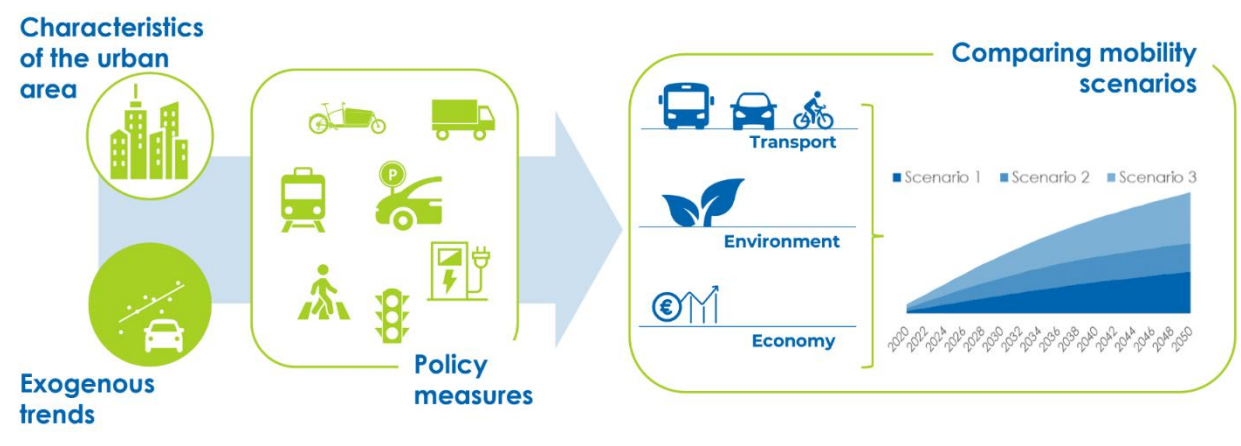 Characteristics
of the urban
area
Exogenous
trends
P
Policy
measures
Comparing mobility
scenarios
Transport
Environment
€
Economy
Scenario 1 Scenario 2 Scenario 3
2020 2022 2024 2026 2028 2030 2032 2034 2036 2038 2040 2042 2044 2046 2048 2050